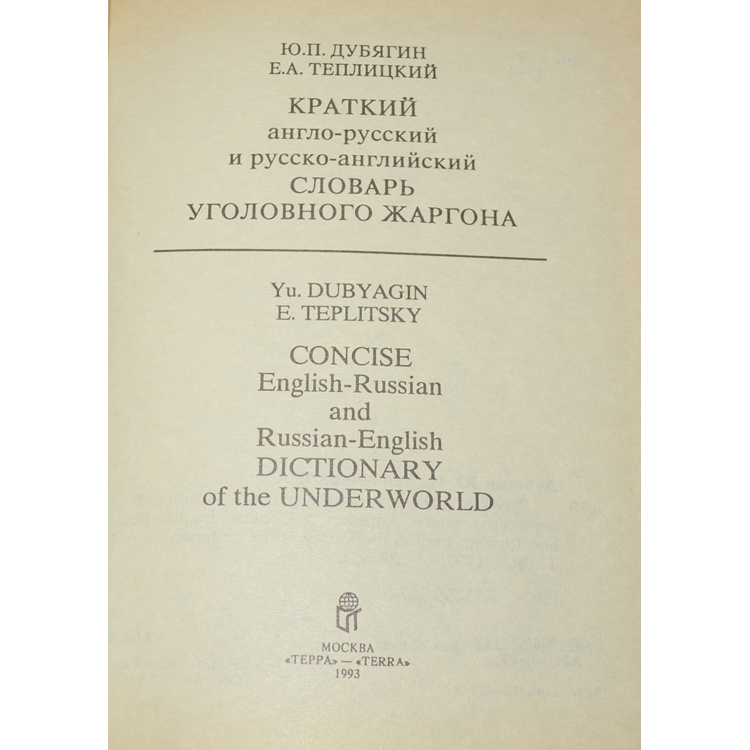 Ю.П. ДУБЯГИН
Е.А. ТЕПЛИЦКИЙ
КРАТКИЙ
англо-русский
и русско-английский
СЛОВАРЬ
УГОЛОВНОГО ЖАРГОНА
Yu. DUBYAGIN
E. TEPLITSKY
CONCISE
English-Russian
and
Russian-English
DICTIONARY
of the UNDERWORLD
МОСКВА
«ТЕРРА» — «TERRA»
1993